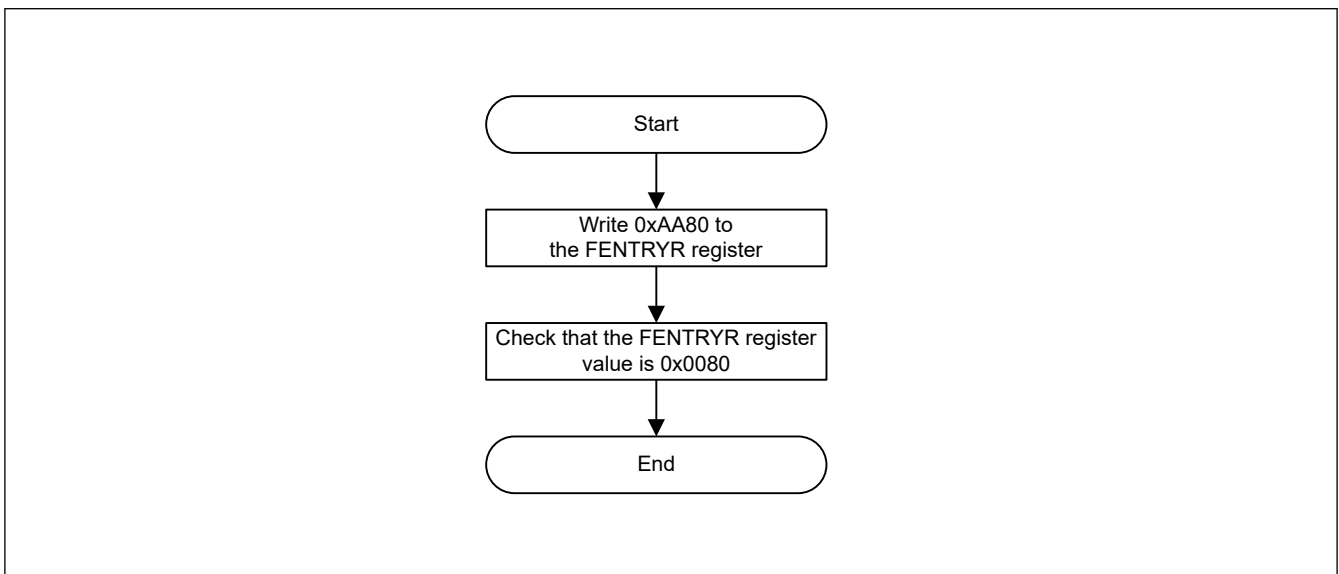 Start
Write 0xAA80 to
the FENTRYR register
Check that the FENTRYR register
value is 0x0080
End